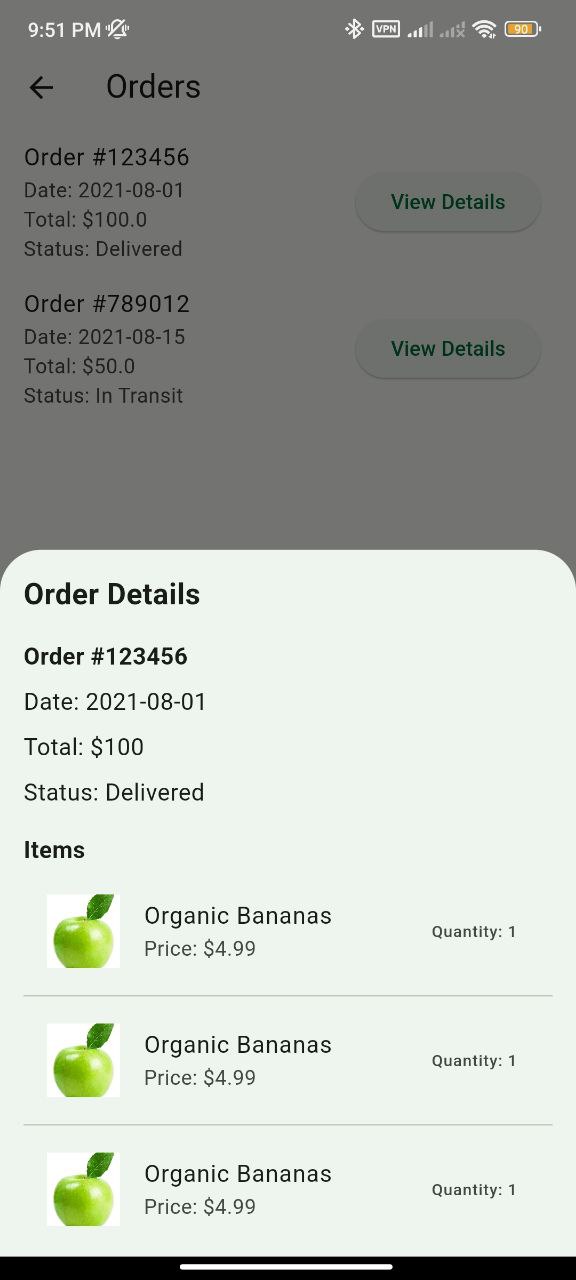 9:51 PM VPN 90
Orders
Order #123456
Date: 2021-08-01
Total: $100.0
Status: Delivered
View Details
Order #789012
Date: 2021-08-15
Total: $50.0
Status: In Transit
View Details
Order Details
Order #123456
Date: 2021-08-01
Total: $100
Status: Delivered
Items
Organic Bananas
Price: $4.99
Quantity: 1
Organic Bananas
Price: $4.99
Quantity: 1
Organic Bananas
Price: $4.99
Quantity: 1